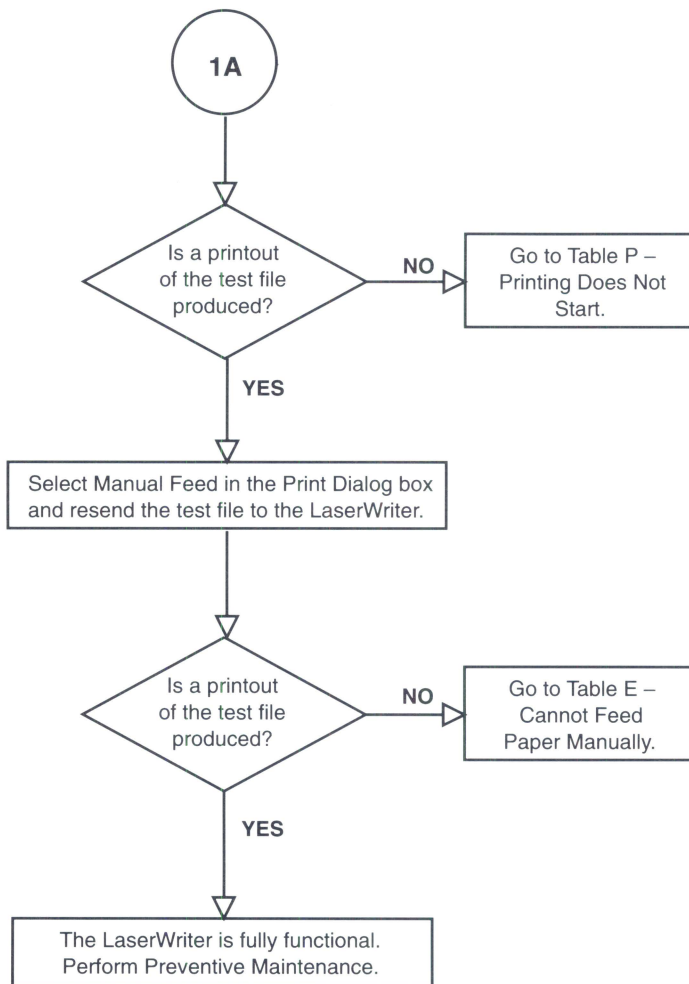 1A
Is a printout
of the test file
produced?
NO
Go to Table P –
Printing Does Not
Start.
YES
Select Manual Feed in the Print Dialog box
and resend the test file to the LaserWriter.
Is a printout
of the test file
produced?
NO
Go to Table E –
Cannot Feed
Paper Manually.
YES
The LaserWriter is fully functional.
Perform Preventive Maintenance.